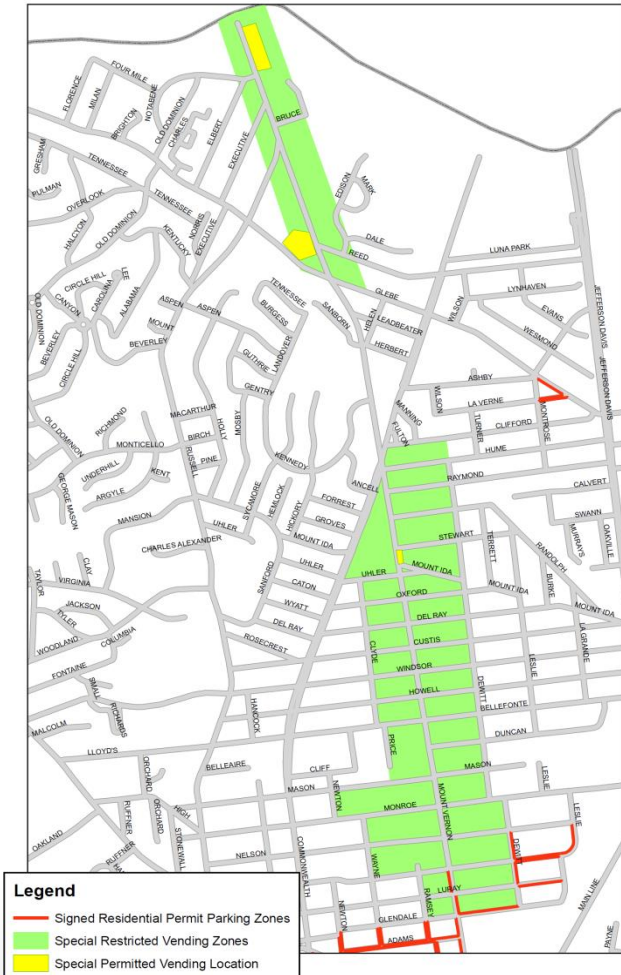 FOUR MILE
FLORENCE
MILAN
NOTABENE
BRIGHTON
OLD DOMINION
CHARLES
ELBERT
EXECUTIVE
BRUCE
GRESHAM
TENNESSEE
PULMAN
OVERLOOK
TENNESSEE
NORRIS
EXECUTIVE
EDISON
MARK
DALE
REED
LUNA PARK
HALCYON
OLD DOMINION
KENTUCKY
CIRCLE HILL
LEE
CANYON
CAROLINA
ALABAMA
OLD DOMINION
BEVERLEY
CIRCLE HILL
ASPEN
ASPEN
MOUNT
BEVERLEY
TENNESSEE
BURGESS
LANDOVER
GUTHRIE
GENTRY
SANBORN
HELEN
GLEBE
LEADBEATER
HERBERT
WILSON
LYNHAVEN
EVANS
WESMOND
JEFFERSON DAVIS
JEFFERSON DAVIS
ASHBY
WILSON
LA VERNE
MANNING
FULTON
TURNER
CLIFFORD
MONTROSE
HUME
OLD DOMINION
RICHMOND
MONTICELLO
MACARTHUR
BIRCH
HOLLY
MOSBY
PINE
RUSSELL
UNDERHILL
KENT
ARGYLE
GEORGE MASON
KENNEDY
ANCELL
RAYMOND
CALVERT
SYCAMORE
HEMLOCK
HICKORY
FORREST
GROVES
MOUNT IDA
UHLER
SWANN
MURRAYS
OAKVILLE
MANSION
CHARLES ALEXANDER
SANFORD
UHLER
CATON
WYATT
DEL RAY
ROSECREST
STEWART
TERRETT
RANDOLPH
UHLER
MOUNT IDA
OXFORD
MOUNT IDA
BURKE
MOUNT IDA
TAYLOR
CLAY
VIRGINIA
JACKSON
TYLER
WOODLAND
COLUMBIA
FONTAINE
SMALL
RICHARDS
MALCOLM
LLOYD'S
HANCOCK
CLYDE
DEL RAY
CUSTIS
WINDSOR
HOWELL
DEWITT
LESLIE
LA GRANDE
BELLEFONTE
DUNCAN
PRICE
BELLEAIRE
CLIFF
MASON
MASON
NEWTON
MONROE
MOUNT VERNON
LESLIE
LESLIE
ORCHARD
ORCHARD
RUFFNER
HIGH
OAKLAND
RUFFNER
STONEWALL
NELSON
COMMONWEALTH
WAYNE
DEWITT
LURAY
RAMSEY
NEWTON
GLENDALE
ADAMS
MAIN LINE
PAYNE
Legend
Signed Residential Permit Parking Zones
Special Restricted Vending Zones
Special Permitted Vending Location